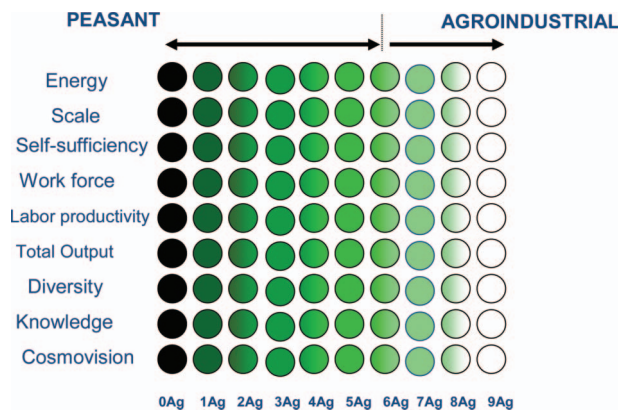 PEASANT AGROINDUSTRIAL
Energy
Scale
Self-sufficiency
Work force
Labor productivity
Total Output
Diversity
Knowledge
Cosmovision
0Ag 1Ag 2Ag 3Ag 4Ag 5Ag 6Ag 7Ag 8Ag 9Ag